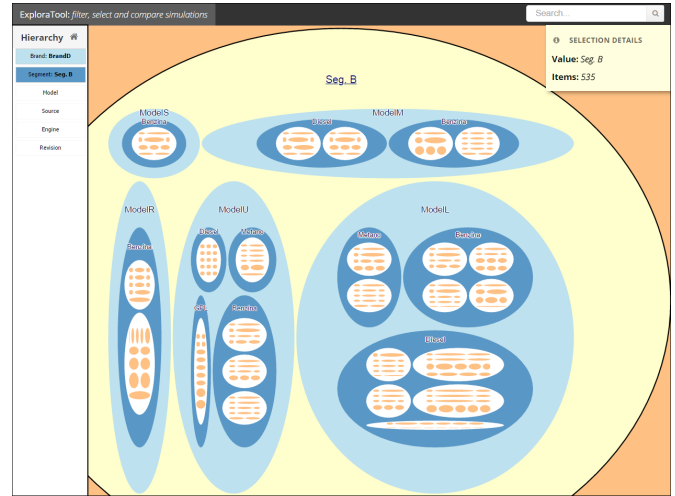 ExploraTool: filter, select and compare simulations
Search...
Hierarchy
Brand: BrandD
Segment: Seg. B
Model
Source
Engine
Revision
SELECTION DETAILS
Value: Seg. B
Items: 535
Seg. B
ModelS
Benzina
ModelM
Diesel
Benzina
ModelR
Benzina
ModelU
Diesel
Metano
GPL
Benzina
ModelL
Metano
Benzina
Diesel